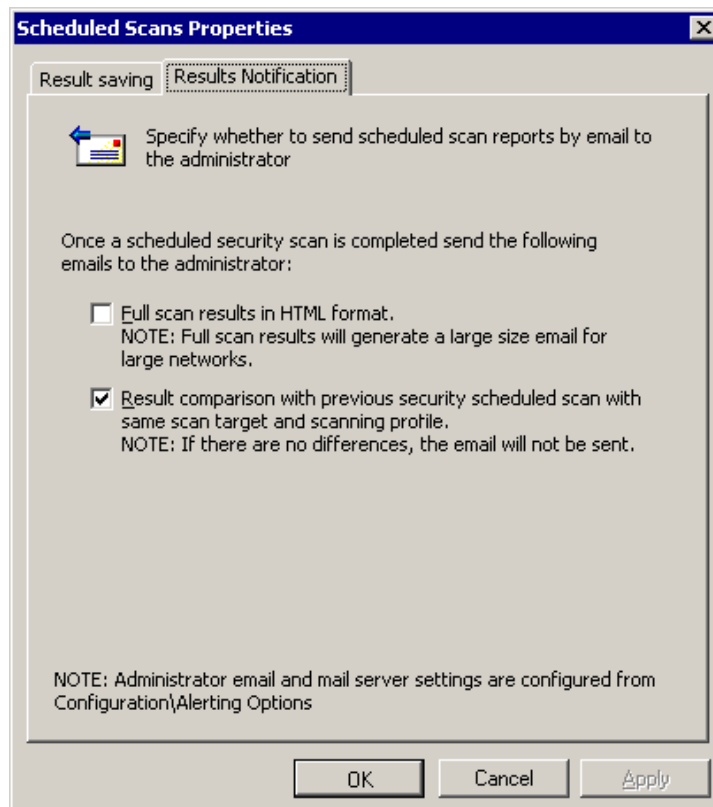 Scheduled Scans Properties
Result saving
Results Notification
Specify whether to send scheduled scan reports by email to
the administrator
Once a scheduled security scan is completed send the following
emails to the administrator:
Full scan results in HTML format.
NOTE: Full scan results will generate a large size email for
large networks.
Result comparison with previous security scheduled scan with
same scan target and scanning profile.
NOTE: If there are no differences, the email will not be sent.
NOTE: Administrator email and mail server settings are configured from
Configuration\Alerting Options
OK
Cancel
Apply